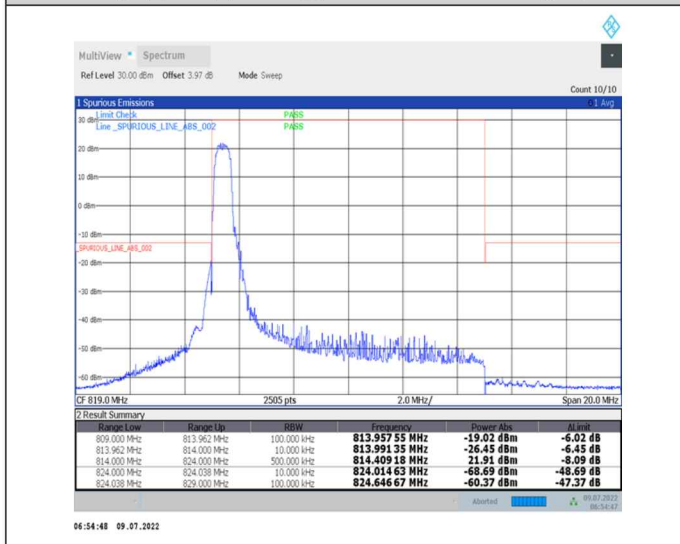 MultiView Spectrum
Ref Level 30.00 dBm Offset 3.97 dB Mode Sweep
Count 10/10
1 Spurious Emissions 1 Avg
Limit Check PASS
30 dBm
Line _SPURIOUS_LINE_ABS_002 PASS
20 dBm
10 dBm
0 dBm
-10 dBm
_SPURIOUS_LINE_ABS_002
-20 dBm
-30 dBm
-40 dBm
-50 dBm
-60 dBm
CF 819.0 MHz 2505 pts 2.0 MHz/ Span 20.0 MHz
2 Result Summary
Range Low Range Up RBW Frequency Power Abs ΔLimit
809.000 MHz 813.962 MHz 100.000 kHz 813.957 55 MHz -19.02 dBm -6.02 dB
813.962 MHz 814.000 MHz 10.000 kHz 813.991 35 MHz -26.45 dBm -6.45 dB
814.000 MHz 824.000 MHz 500.000 kHz 814.409 18 MHz 21.91 dBm -8.09 dB
824.000 MHz 824.038 MHz 10.000 kHz 824.014 63 MHz -68.69 dBm -48.69 dB
824.038 MHz 829.000 MHz 100.000 kHz 824.646 67 MHz -60.37 dBm -47.37 dB
Aborted 09.07.2022
06:54:47
06:54:48 09.07.2022